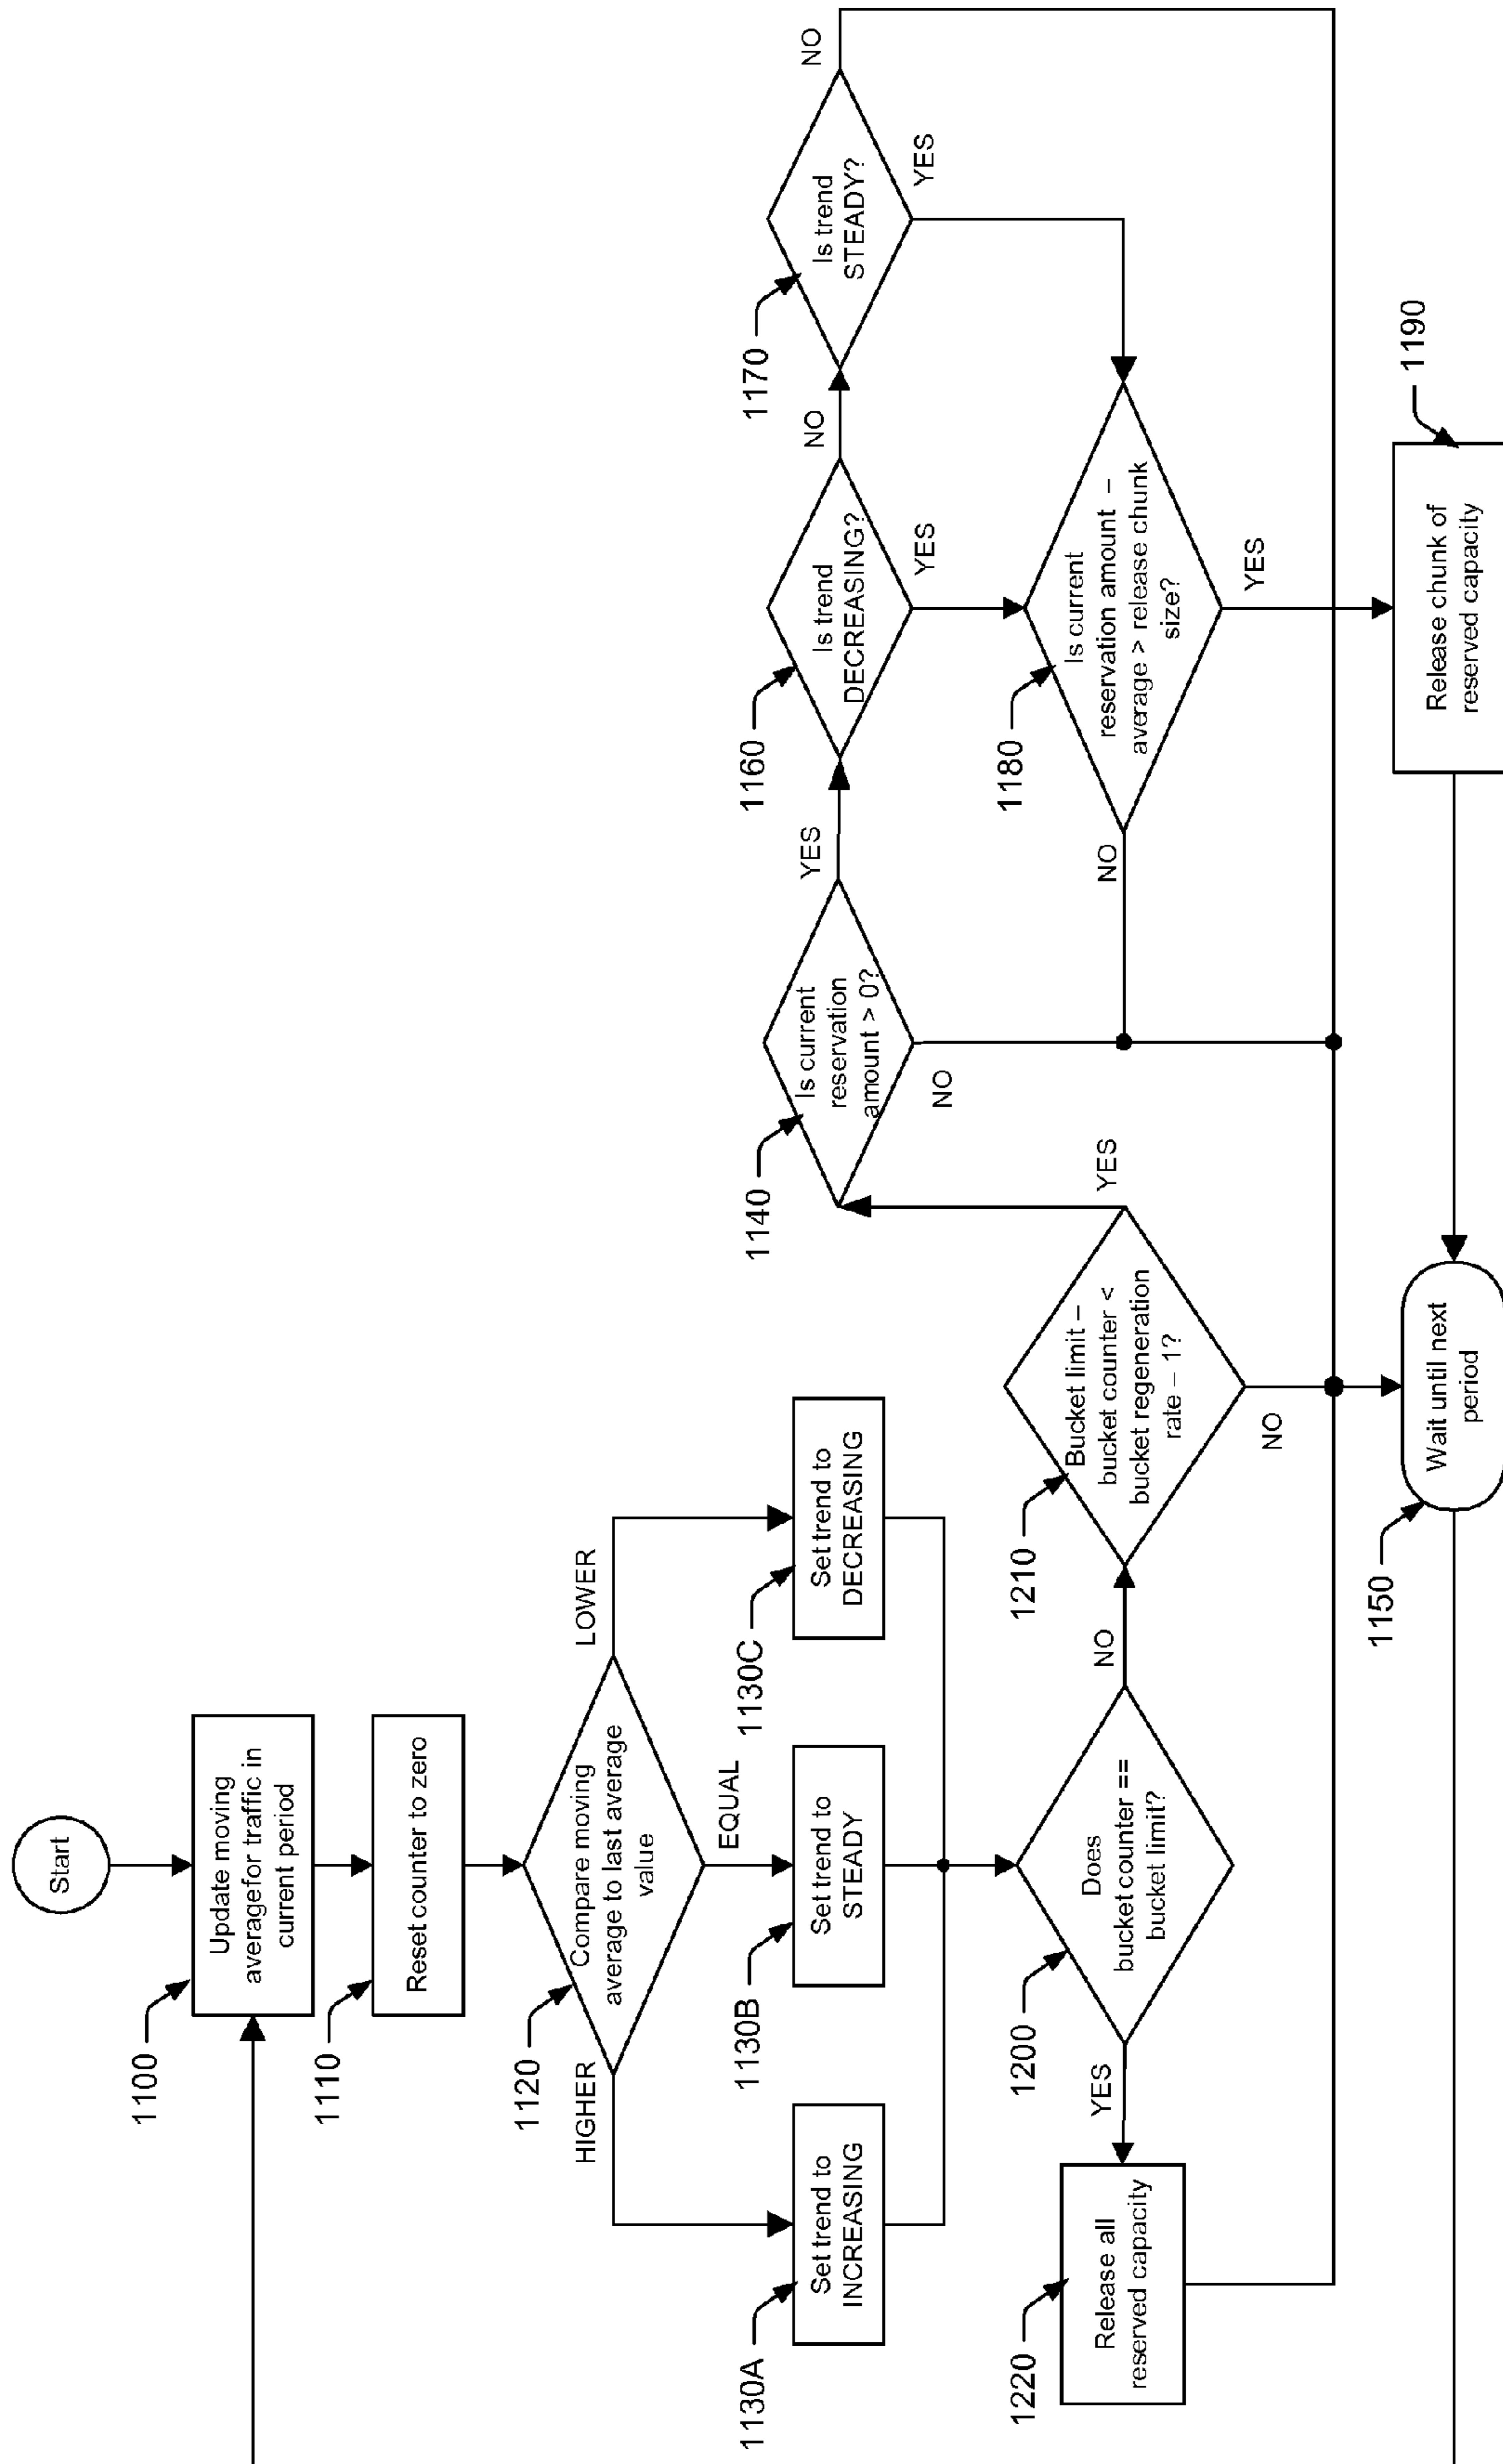 Start
1100
Update moving
averagefor traffic in
current period
1110
Reset counter to zero
1120
Compare moving
average to last average
value
HIGHER
EQUAL
LOWER
1130A
Set trend to
INCREASING
1130B
Set trend to
STEADY
1130C
Set trend to
DECREASING
1200
Does
bucket counter ==
bucket limit?
YES
NO
1220
Release all
reserved capacity
1210
Bucket limit –
bucket counter <
bucket regeneration
rate – 1?
YES
NO
1140
Is current
reservation
amount > 0?
YES
NO
1160
Is trend
DECREASING?
NO
YES
1170
Is trend
STEADY?
NO
YES
1180
Is current
reservation amount –
average > release chunk
size?
NO
YES
1190
Release chunk of
reserved capacity
1150
Wait until next
period